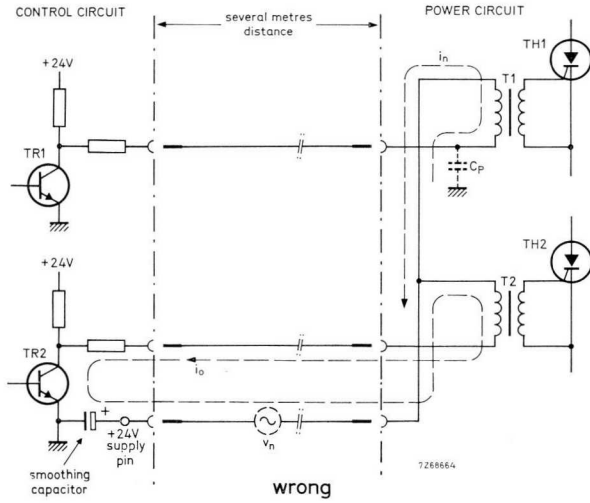 CONTROL CIRCUIT
several metres
distance
POWER CIRCUIT
+24V
TR1
in
T1
TH1
Cp
+24V
TR2
io
T2
TH2
+
+24V
supply
pin
vn
smoothing
capacitor
7Z68664
wrong